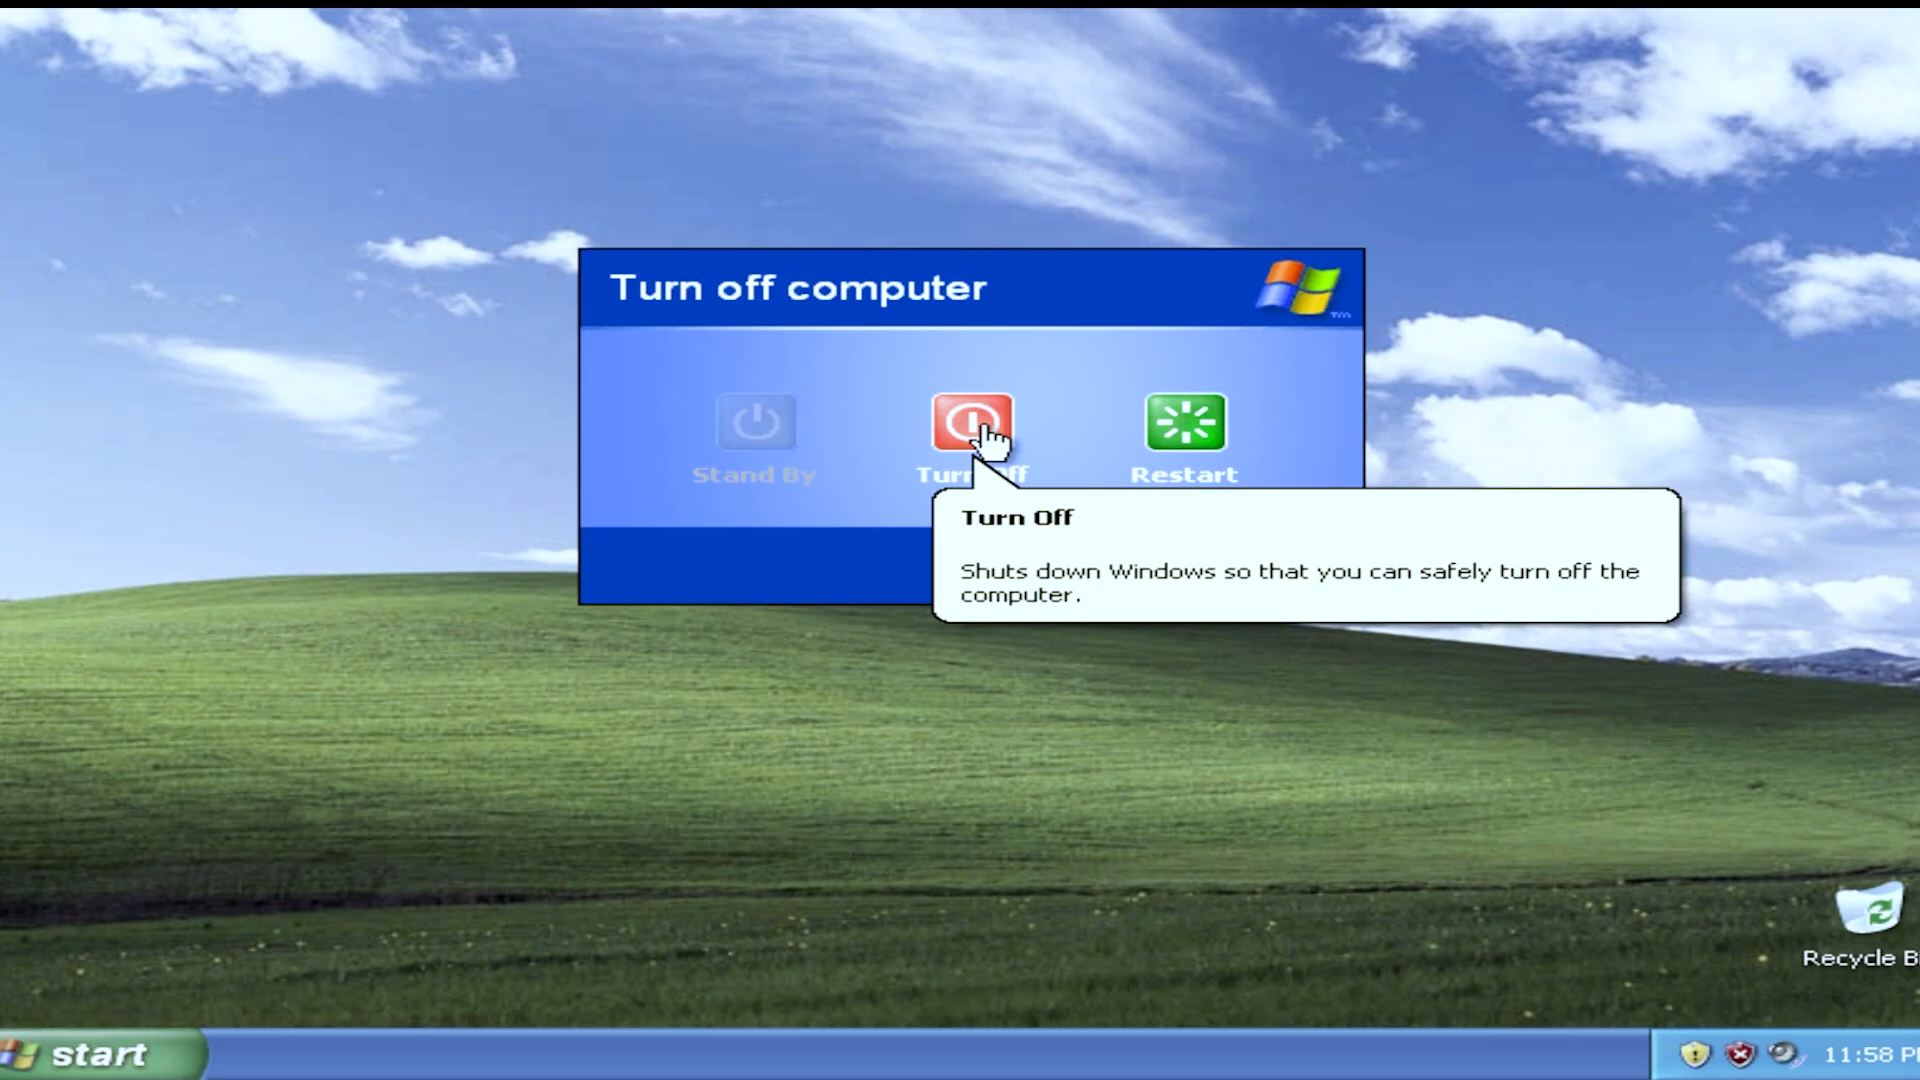 Turn off computer
TM
Stand By
Turn Off
Restart
Turn Off
Shuts down Windows so that you can safely turn off the
computer.
Recycle B
start
11:58 P